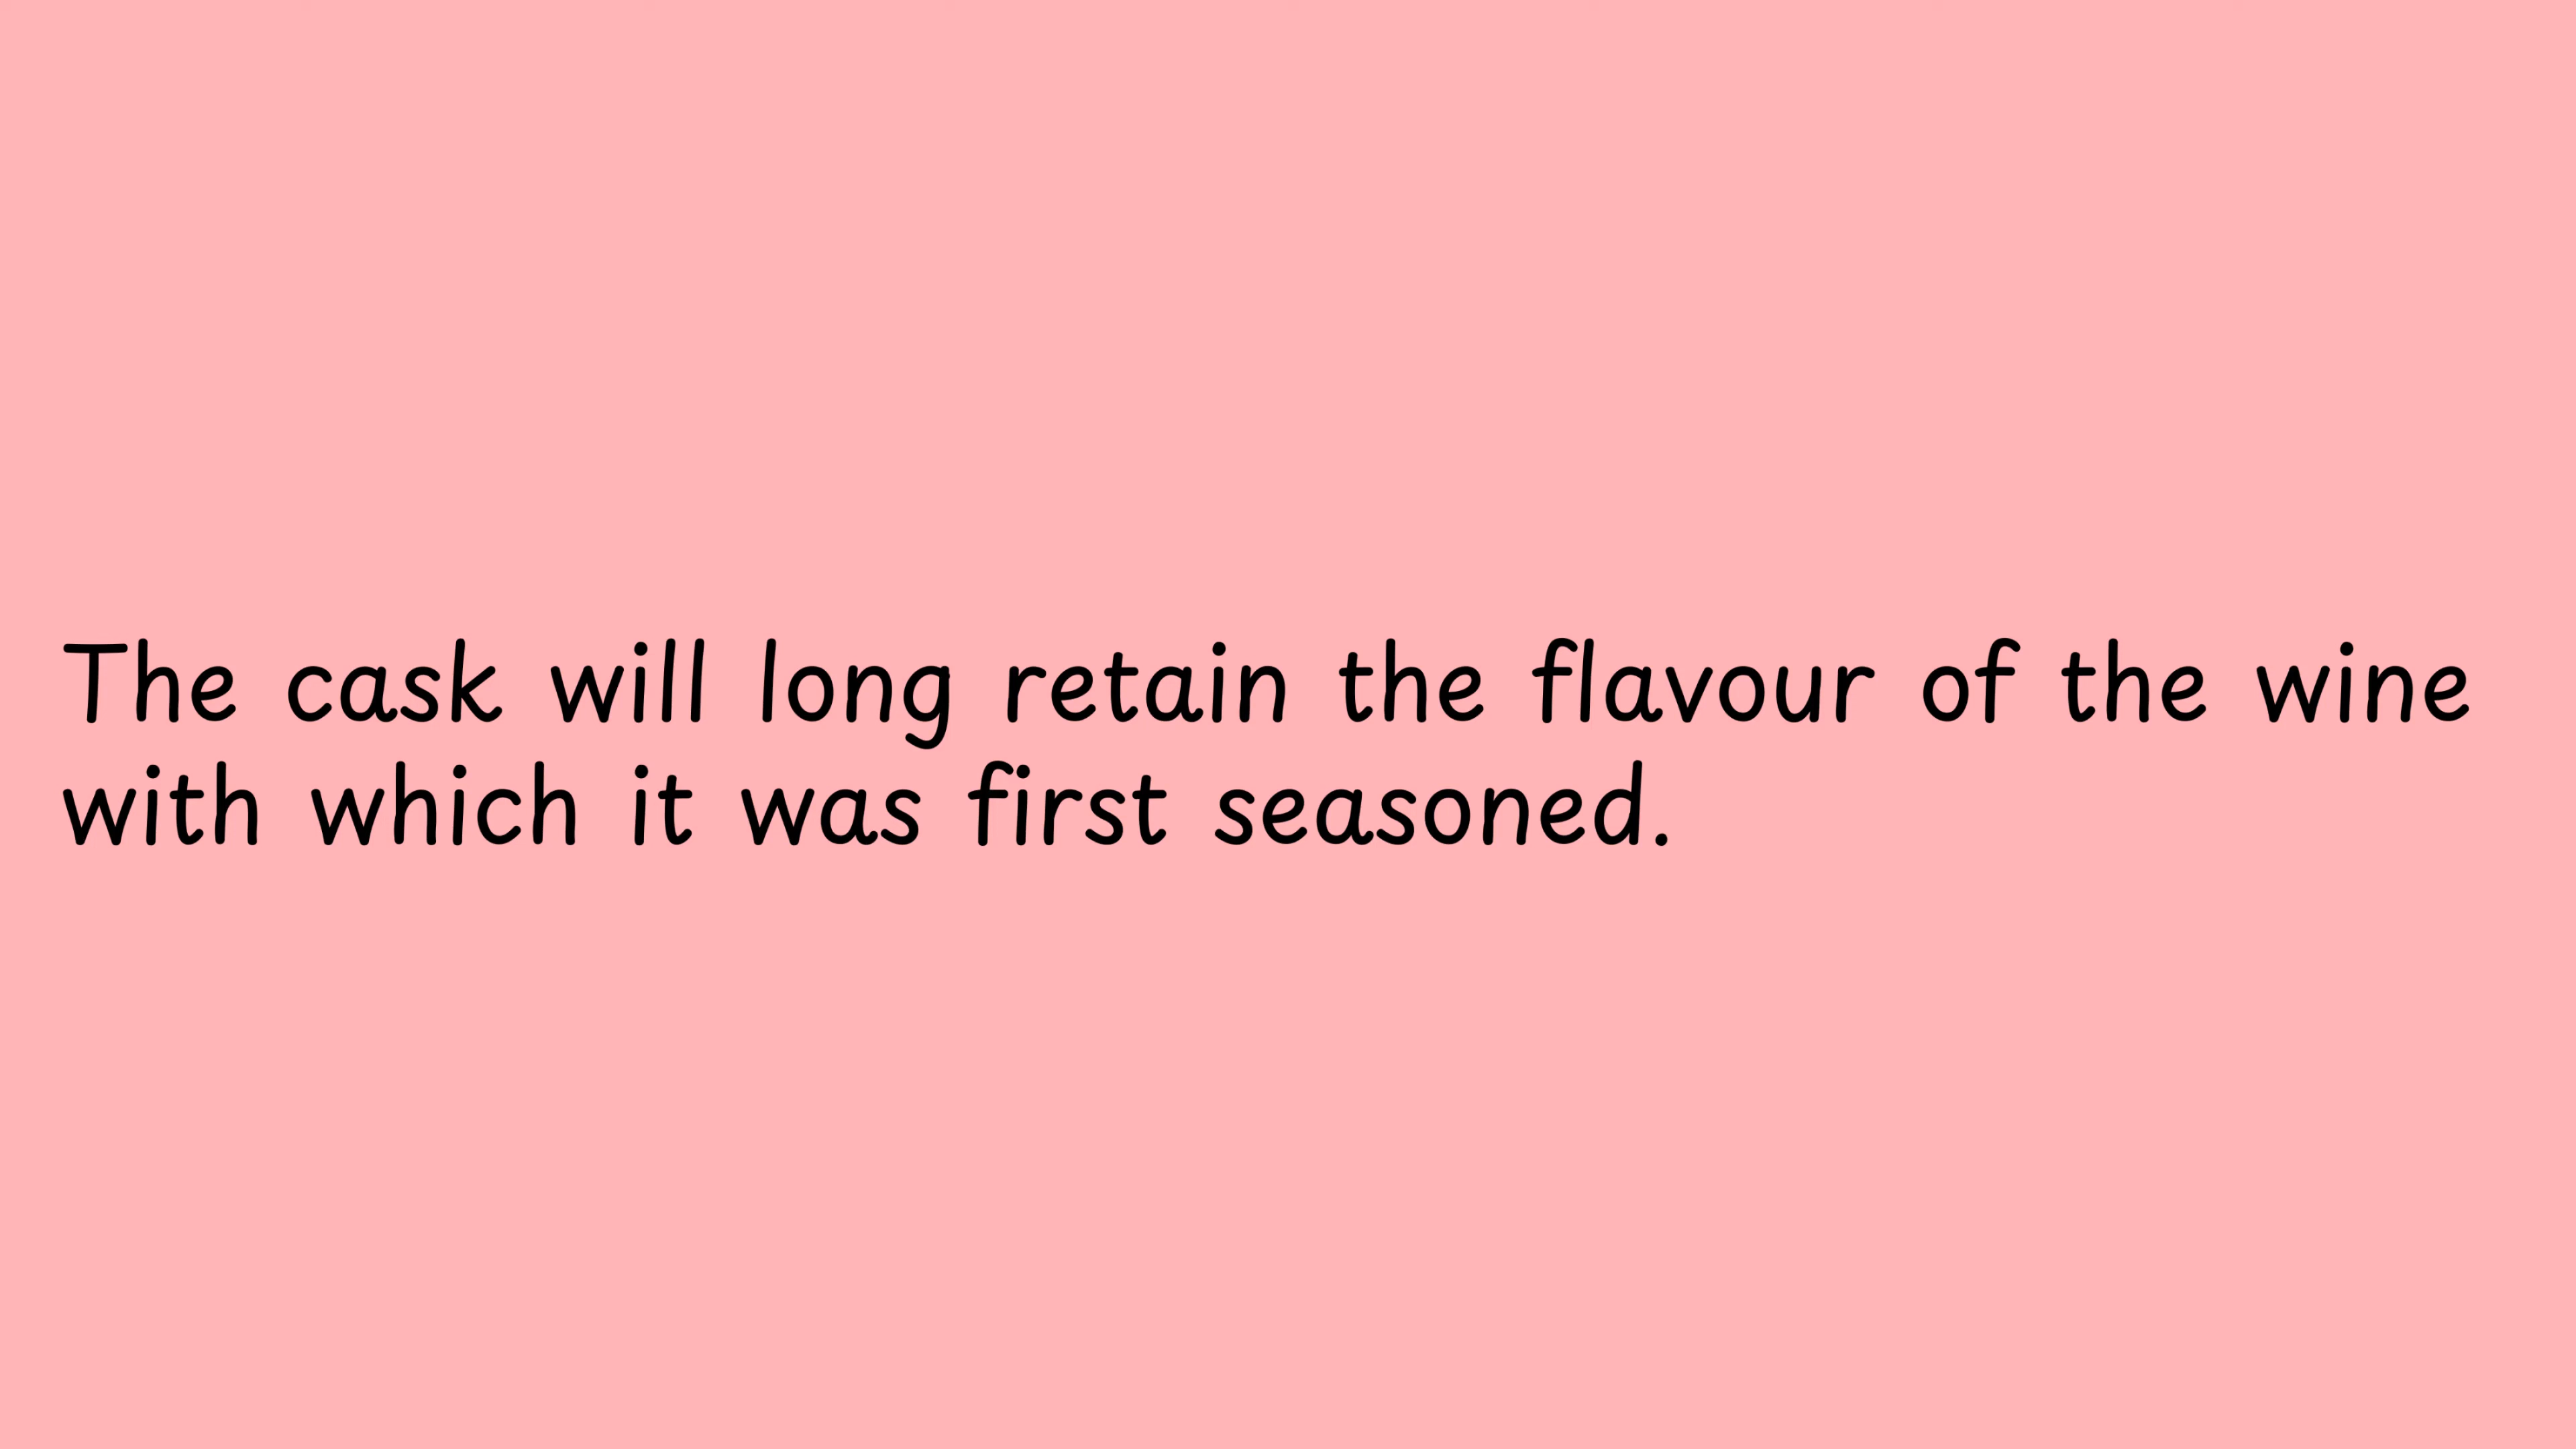 The cask will long retain the flavour of the wine
with which it was first seasoned.